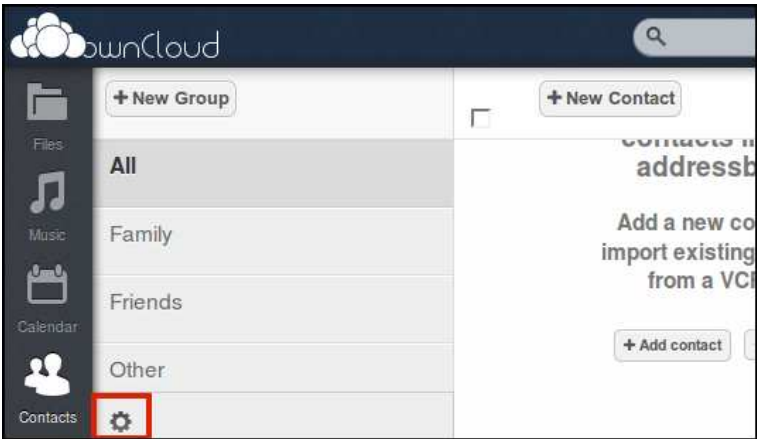 ownCloud
+ New Group
+ New Contact
Files
All
addressb
Music
Family
Add a new co
import existing
from a VCF
Calendar
Friends
+ Add contact
Other
Contacts